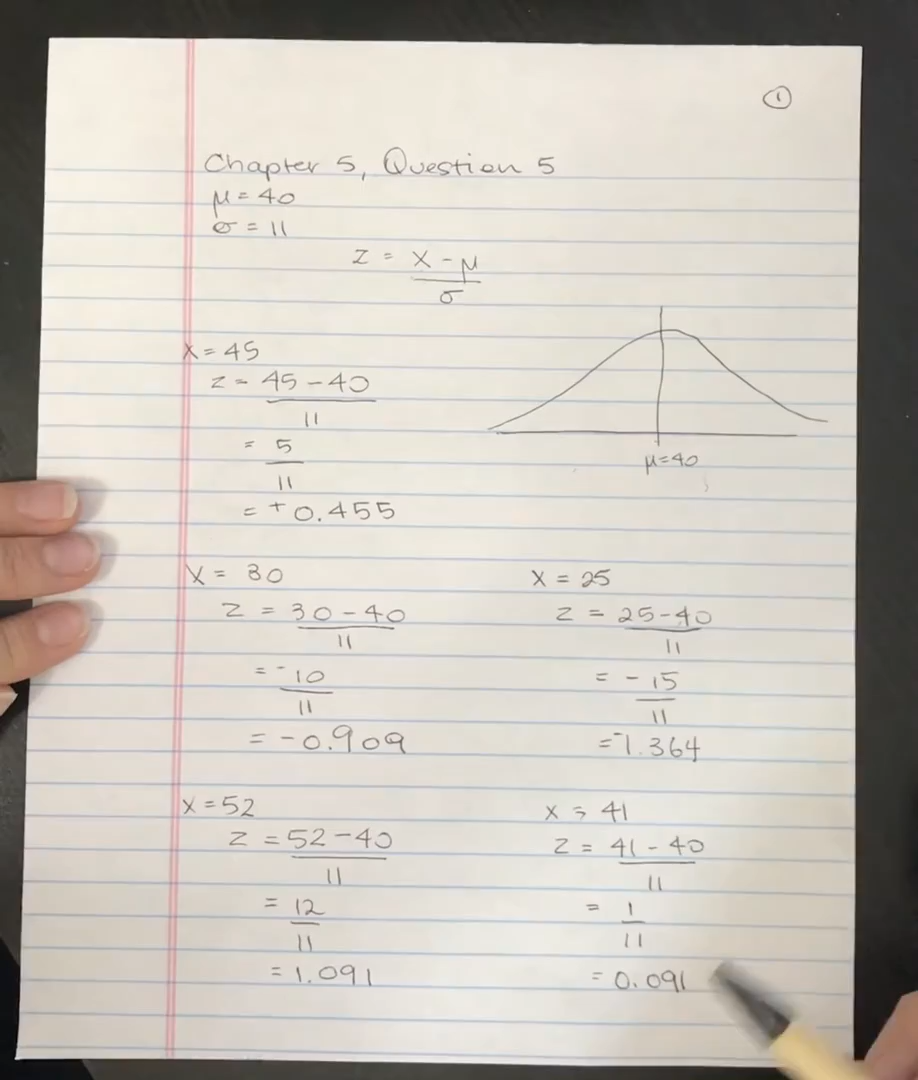 ①
Chapter 5, Question 5
μ = 40
σ = 11
z = x - μ
σ
x = 45
z = 45 - 40
11
= 5
11
= +0.455
μ = 40
x = 30
z = 30 - 40
11
= -10
11
= -0.909
x = 25
z = 25 - 40
11
= -15
11
= -1.364
x = 52
z = 52 - 40
11
= 12
11
= 1.091
x = 41
z = 41 - 40
11
= 1
11
= 0.091